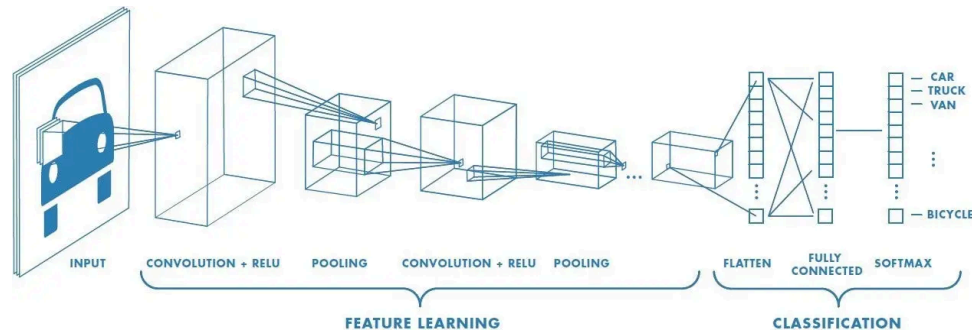 CAR
TRUCK
VAN
BICYCLE
INPUT
CONVOLUTION + RELU
POOLING
CONVOLUTION + RELU
POOLING
FLATTEN
FULLY
CONNECTED
SOFTMAX
FEATURE LEARNING
CLASSIFICATION